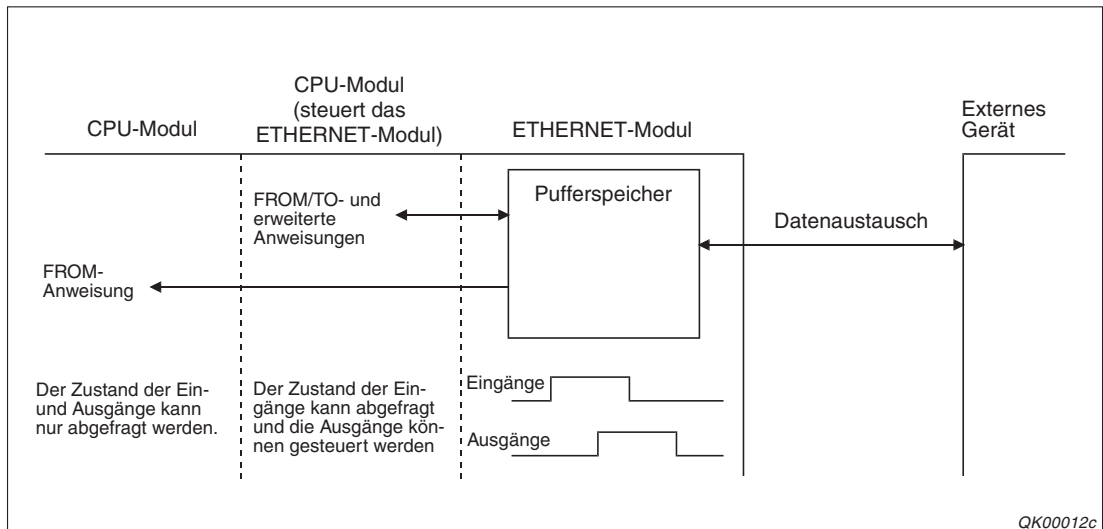 CPU-Modul
CPU-Modul
(steuert das
ETHERNET-Modul)
ETHERNET-Modul
Externes
Gerät
FROM/TO- und
erweiterte
Anweisungen
Pufferspeicher
Datenaustausch
FROM-
Anweisung
Der Zustand der Ein-
und Ausgänge kann
nur abgefragt werden.
Der Zustand der Ein-
gänge kann abgefragt
und die Ausgänge kön-
nen gesteuert werden
Eingänge
Ausgänge
QK00012c